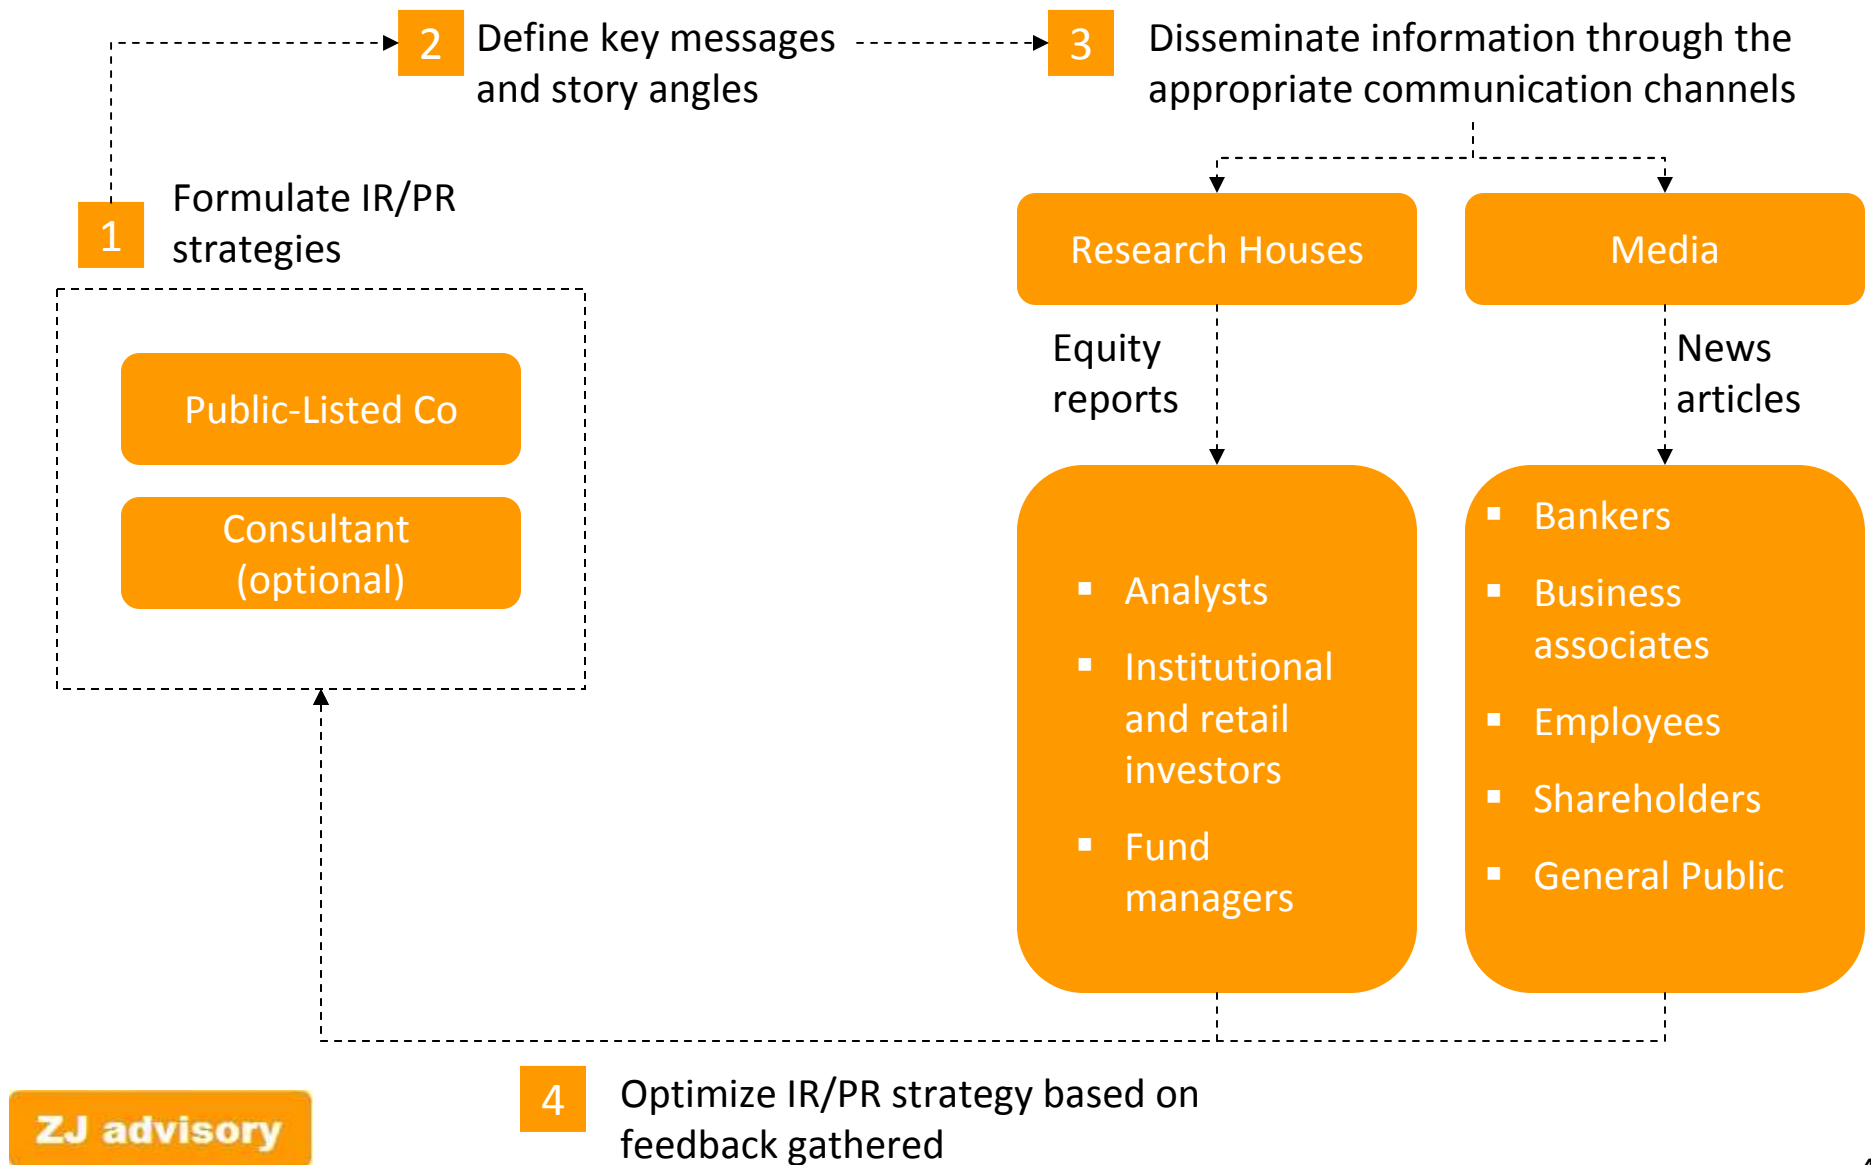 2
Define key messages
and story angles
3
Disseminate information through the
appropriate communication channels
1
Formulate IR/PR
strategies
Research Houses
Media
Public-Listed Co
Consultant
(optional)
Equity
reports
News
articles
▪ Analysts
▪ Institutional
and retail
investors
▪ Fund
managers
▪ Bankers
▪ Business
associates
▪ Employees
▪ Shareholders
▪ General Public
4
Optimize IR/PR strategy based on
feedback gathered
ZJ advisory